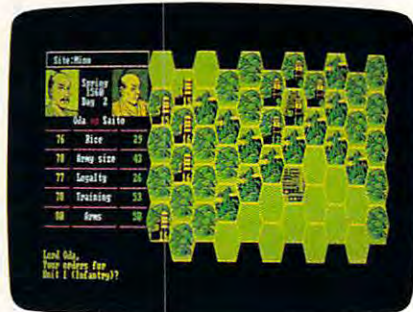 Site:Mino
Spring
1560
Day 2
Oda vs Saito
76 Rice 25
70 Army size 43
77 Loyalty 26
70 Training 53
80 Arms 50
Lord Oda,
Your orders for
Unit 1 (Infantry)?